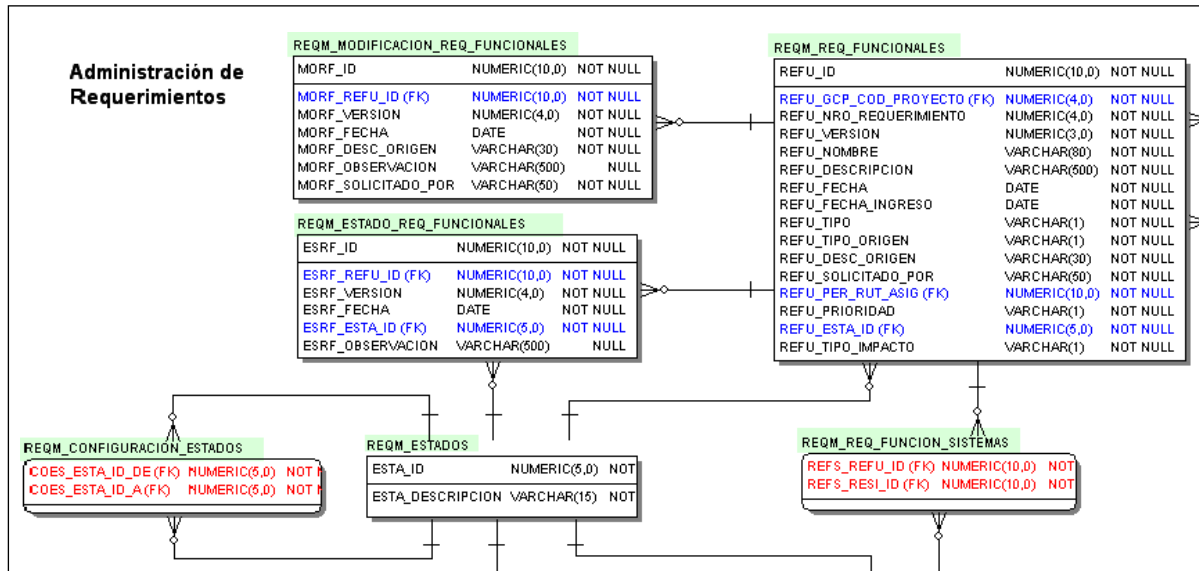 Administración de
Requerimientos
REQM_MODIFICACION_REQ_FUNCIONALES
MORF_ID NUMERIC(10,0) NOT NULL
MORF_REFU_ID (FK) NUMERIC(10,0) NOT NULL
MORF_VERSION NUMERIC(4,0) NOT NULL
MORF_FECHA DATE NOT NULL
MORF_DESC_ORIGEN VARCHAR(30) NOT NULL
MORF_OBSERVACION VARCHAR(500) NULL
MORF_SOLICITADO_POR VARCHAR(50) NOT NULL
REQM_REQ_FUNCIONALES
REFU_ID NUMERIC(10,0) NOT NULL
REFU_GCP_COD_PROYECTO (FK) NUMERIC(4,0) NOT NULL
REFU_NRO_REQUERIMIENTO NUMERIC(4,0) NOT NULL
REFU_VERSION NUMERIC(3,0) NOT NULL
REFU_NOMBRE VARCHAR(80) NOT NULL
REFU_DESCRIPCION VARCHAR(500) NOT NULL
REFU_FECHA DATE NOT NULL
REFU_FECHA_INGRESO DATE NOT NULL
REFU_TIPO VARCHAR(1) NOT NULL
REFU_TIPO_ORIGEN VARCHAR(1) NOT NULL
REFU_DESC_ORIGEN VARCHAR(30) NOT NULL
REFU_SOLICITADO_POR VARCHAR(50) NOT NULL
REFU_PER_RUT_ASIG (FK) NUMERIC(10,0) NOT NULL
REFU_PRIORIDAD VARCHAR(1) NOT NULL
REFU_ESTA_ID (FK) NUMERIC(5,0) NOT NULL
REFU_TIPO_IMPACTO VARCHAR(1) NOT NULL
REQM_ESTADO_REQ_FUNCIONALES
ESRF_ID NUMERIC(10,0) NOT NULL
ESRF_REFU_ID (FK) NUMERIC(10,0) NOT NULL
ESRF_VERSION NUMERIC(4,0) NOT NULL
ESRF_FECHA DATE NOT NULL
ESRF_ESTA_ID (FK) NUMERIC(5,0) NOT NULL
ESRF_OBSERVACION VARCHAR(500) NULL
REQM_CONFIGURACION_ESTADOS
COES_ESTA_ID_DE (FK) NUMERIC(5,0) NOT
COES_ESTA_ID_A (FK) NUMERIC(5,0) NOT
REQM_ESTADOS
ESTA_ID NUMERIC(5,0) NOT
ESTA_DESCRIPCION VARCHAR(15) NOT
REQM_REQ_FUNCION_SISTEMAS
REFS_REFU_ID (FK) NUMERIC(10,0) NOT
REFS_RESI_ID (FK) NUMERIC(10,0) NOT